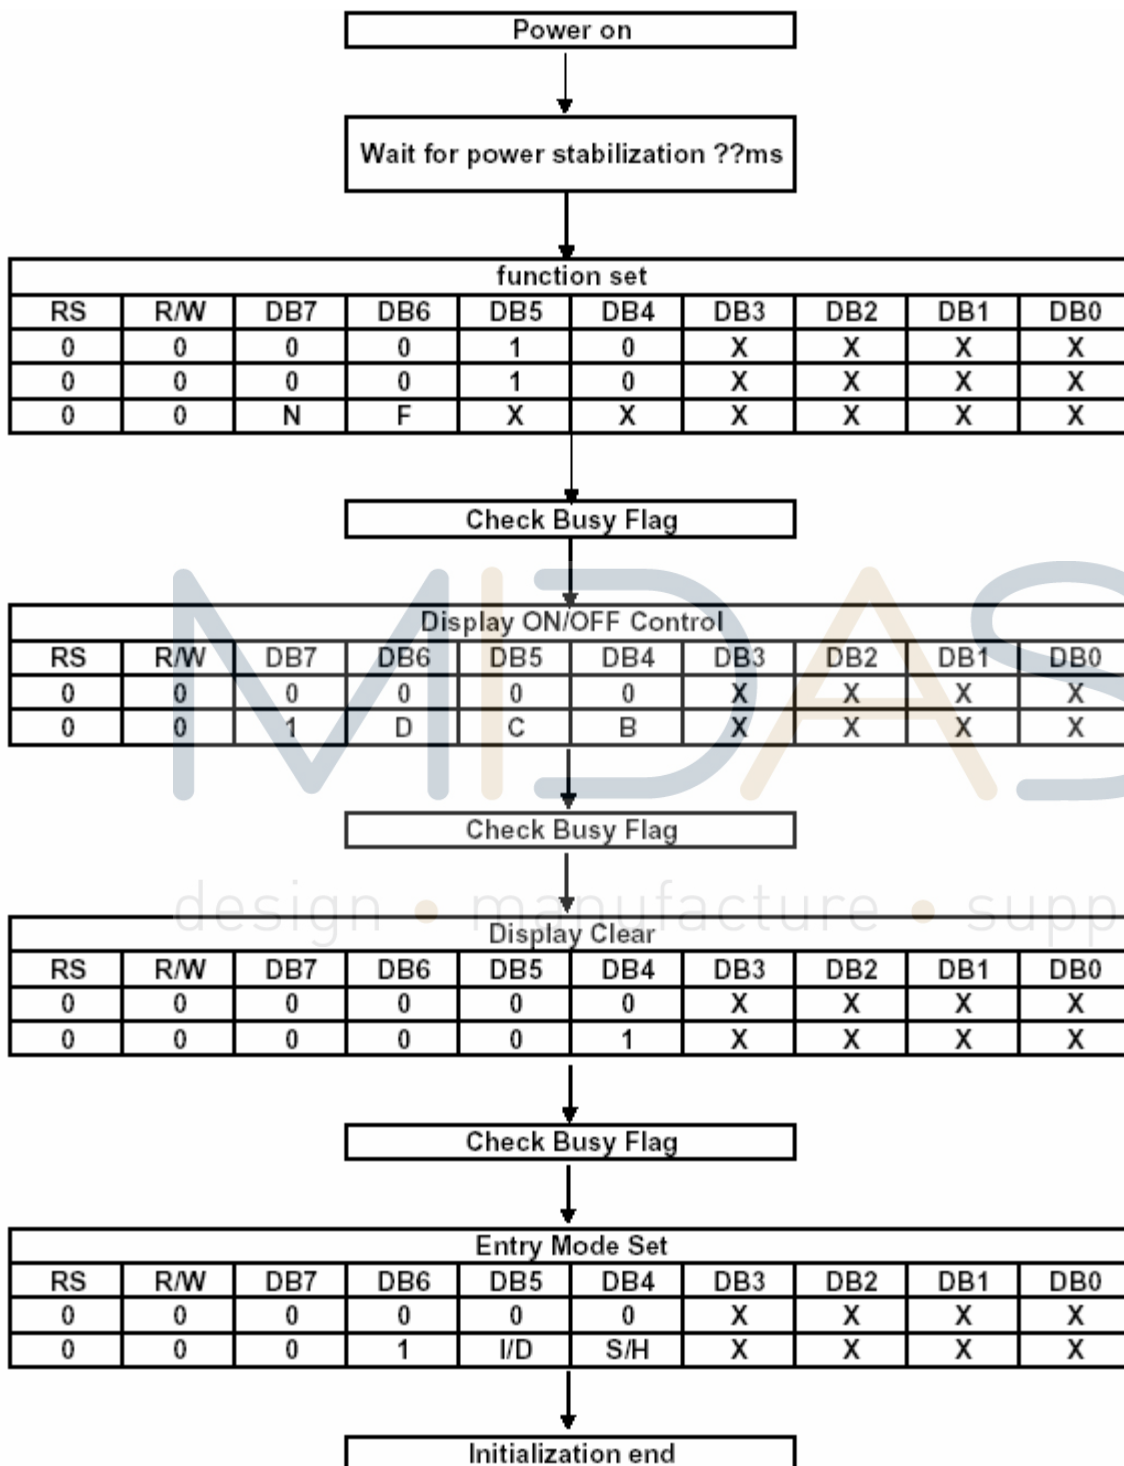 Power on
Wait for power stabilization ??ms
function set
RS R/W DB7 DB6 DB5 DB4 DB3 DB2 DB1 DB0
0 0 0 0 1 0 X X X X
0 0 0 0 1 0 X X X X
0 0 N F X X X X X X
Check Busy Flag
Display ON/OFF Control
RS R/W DB7 DB6 DB5 DB4 DB3 DB2 DB1 DB0
0 0 0 0 0 0 X X X X
0 0 1 D C B X X X X
MIDAS
Check Busy Flag
design • manufacture • supp
Display Clear
RS R/W DB7 DB6 DB5 DB4 DB3 DB2 DB1 DB0
0 0 0 0 0 0 X X X X
0 0 0 0 0 1 X X X X
Check Busy Flag
Entry Mode Set
RS R/W DB7 DB6 DB5 DB4 DB3 DB2 DB1 DB0
0 0 0 0 0 0 X X X X
0 0 0 1 I/D S/H X X X X
Initialization end